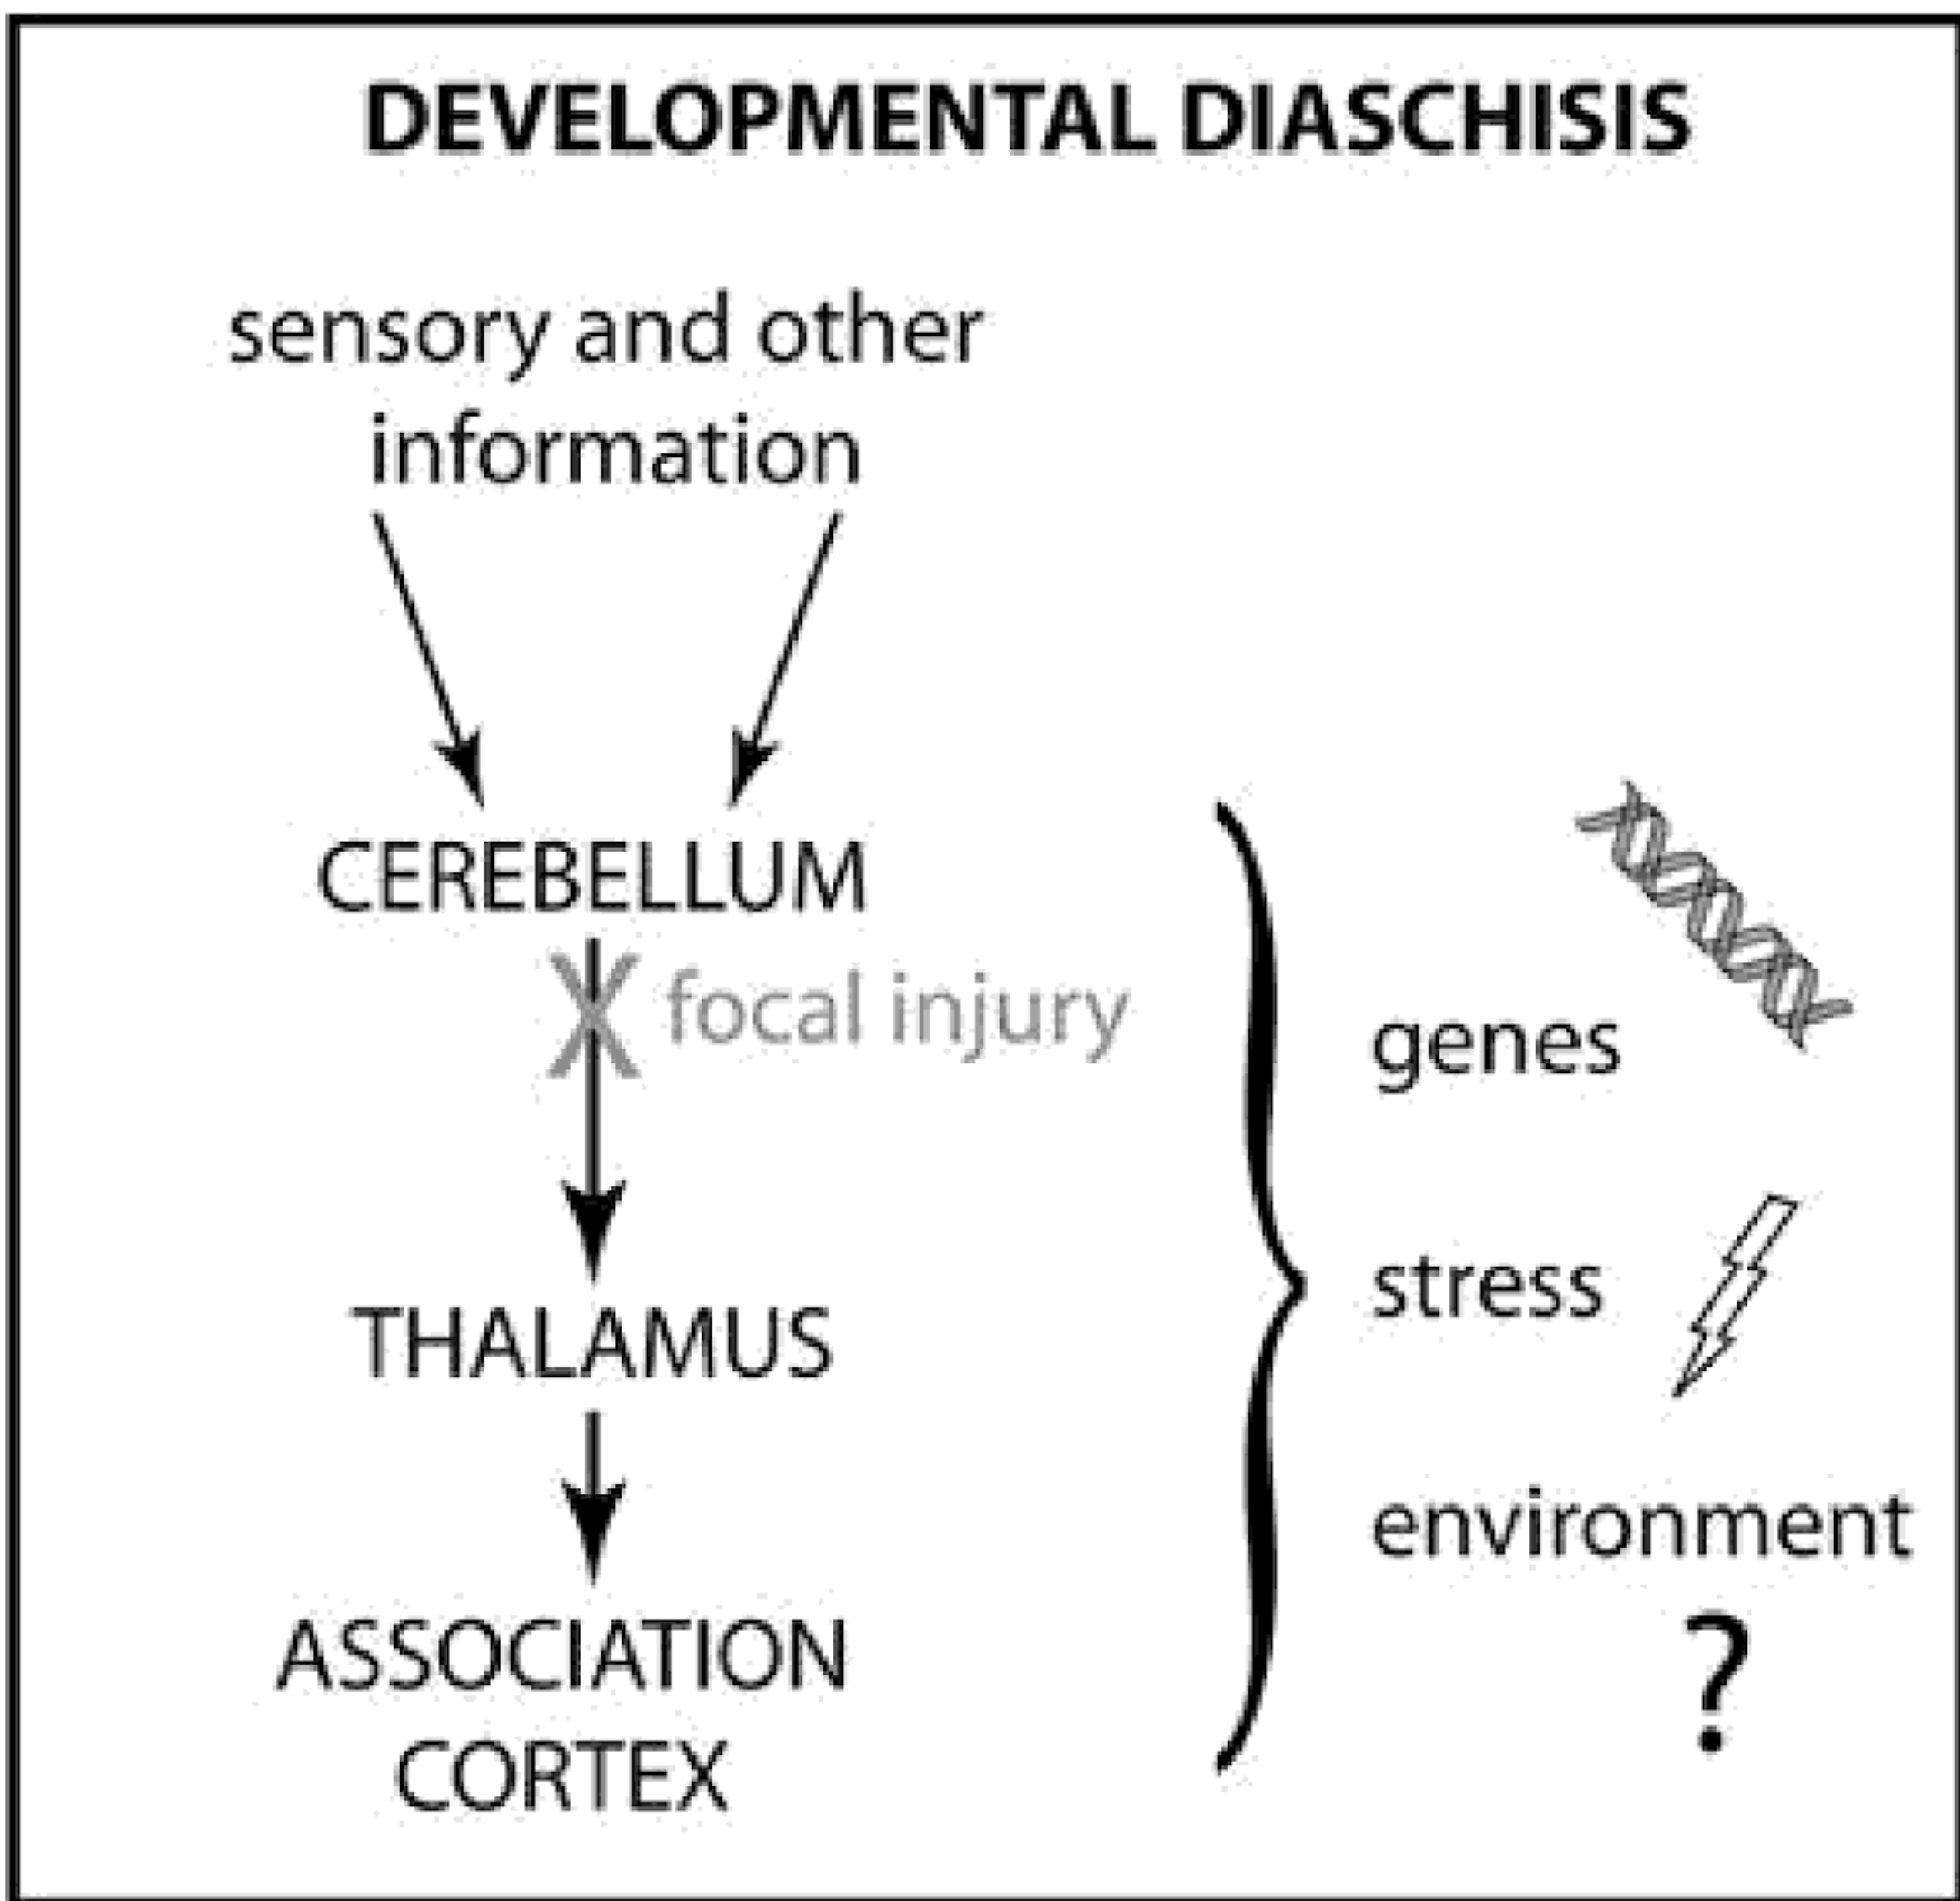 DEVELOPMENTAL DIASCHISIS
sensory and other
information
CEREBELLUM
X focal injury
THALAMUS
ASSOCIATION
CORTEX
genes
stress
environment
?